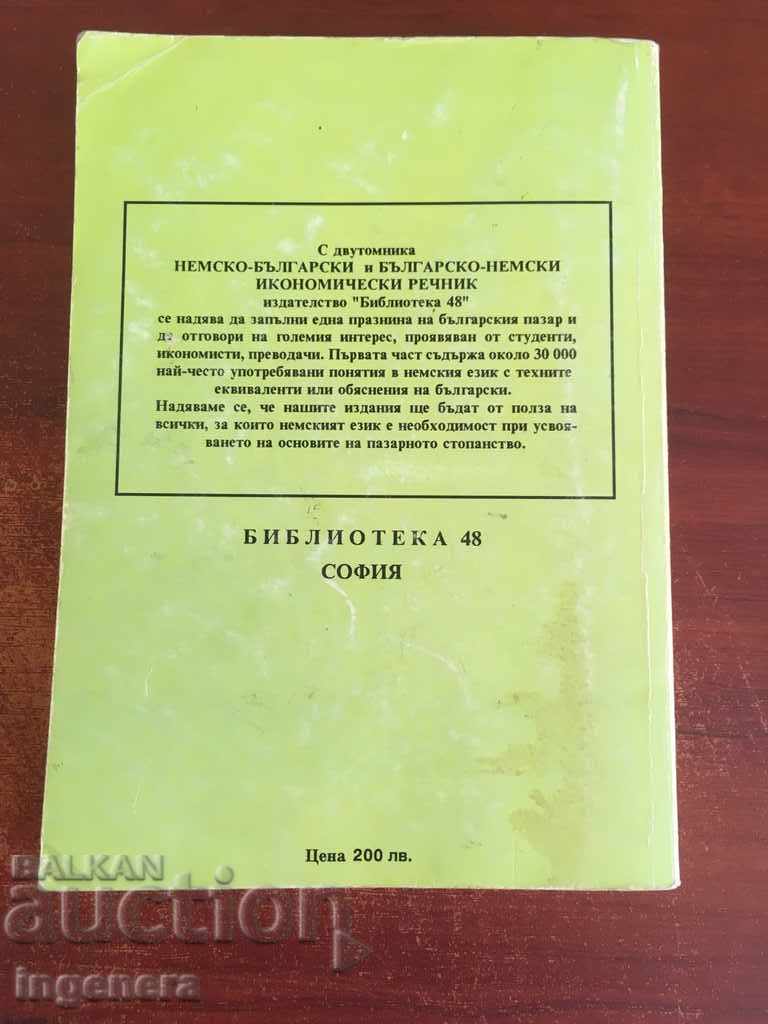 С двутомника
НЕМСКО-БЪЛГАРСКИ и БЪЛГАРСКО-НЕМСКИ
ИКОНОМИЧЕСКИ РЕЧНИК
издателство "Библиотека 48"
се надява да запълни една празнина на българския пазар и
да отговори на големия интерес, проявяван от студенти,
икономисти, преводачи. Първата част съдържа около 30 000
най-често употребявани понятия в немския език с техните
еквиваленти или обяснения на български.
Надяваме се, че нашите издания ще бъдат от полза на
всички, за които немският език е необходимост при усвоя-
ването на основите на пазарното стопанство.
БИБЛИОТЕКА 48
СОФИЯ
Цена 200 лв.
BALKAN
auction
ingenera